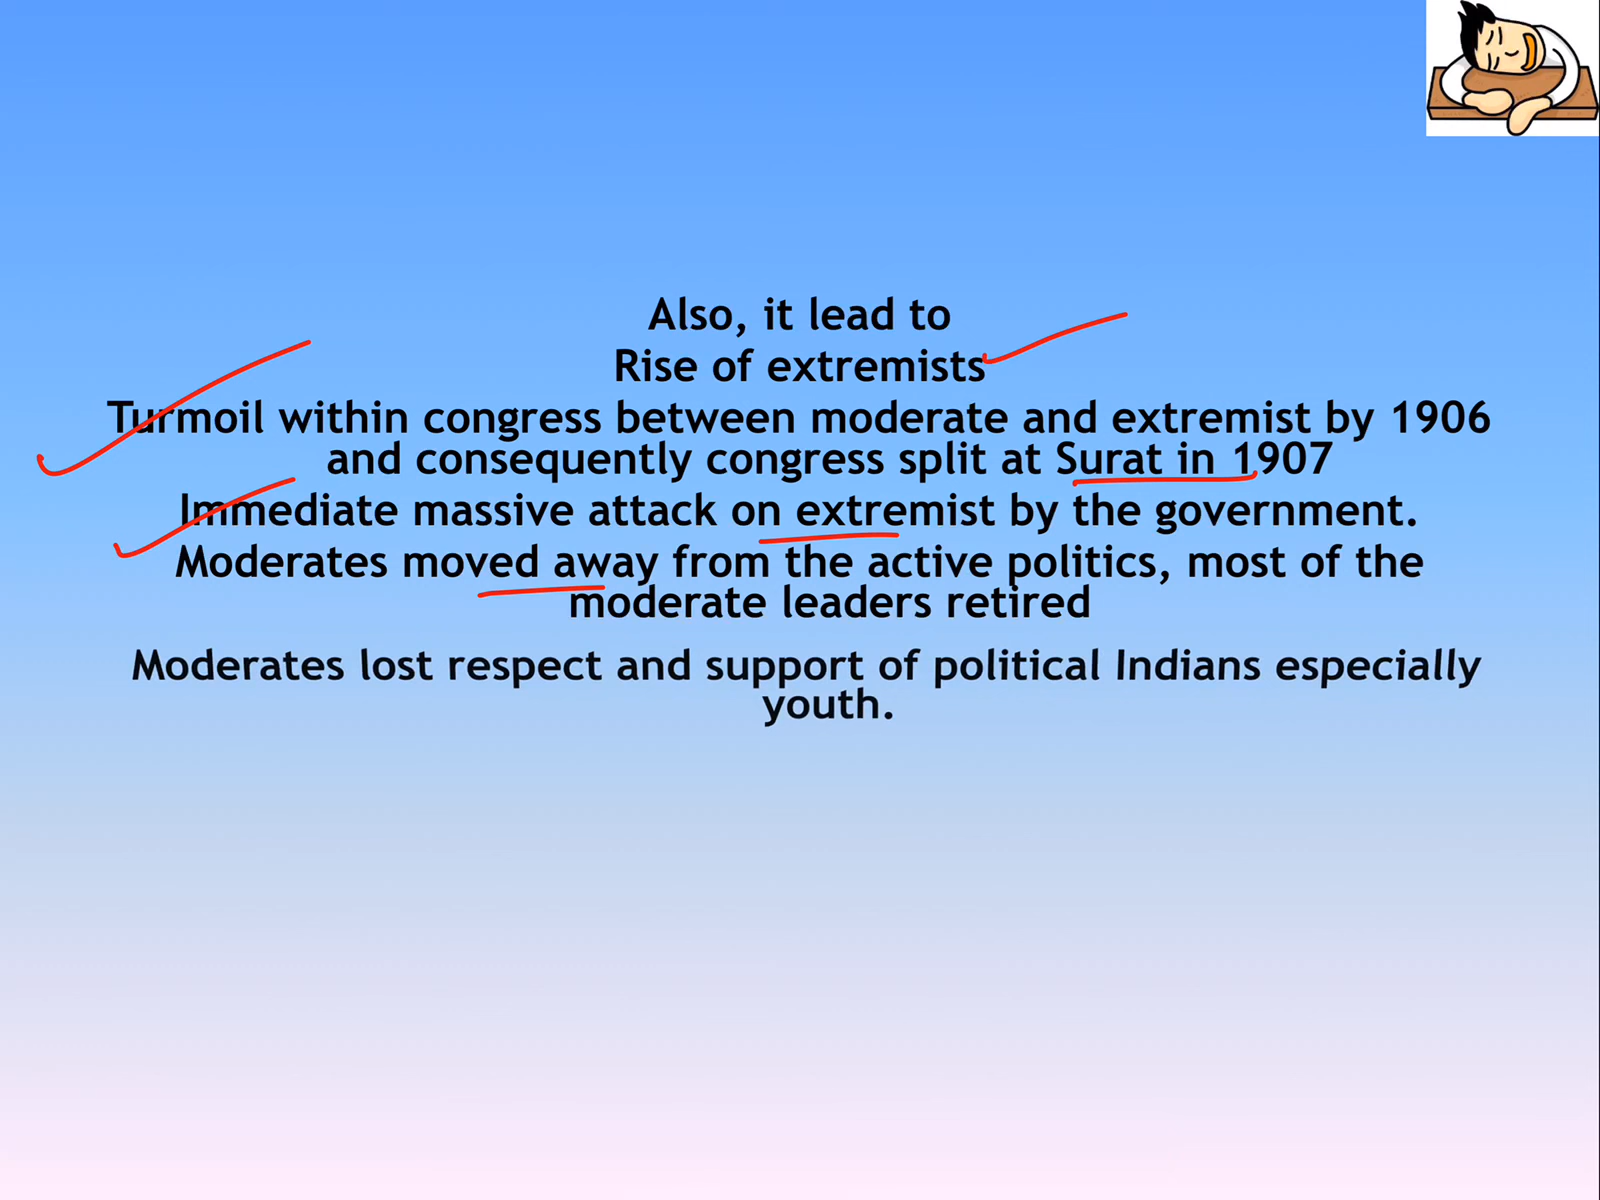 Also, it lead to
Rise of extremists
Turmoil within congress between moderate and extremist by 1906
and consequently congress split at Surat in 1907
Immediate massive attack on extremist by the government.
Moderates moved away from the active politics, most of the
moderate leaders retired
Moderates lost respect and support of political Indians especially
youth.